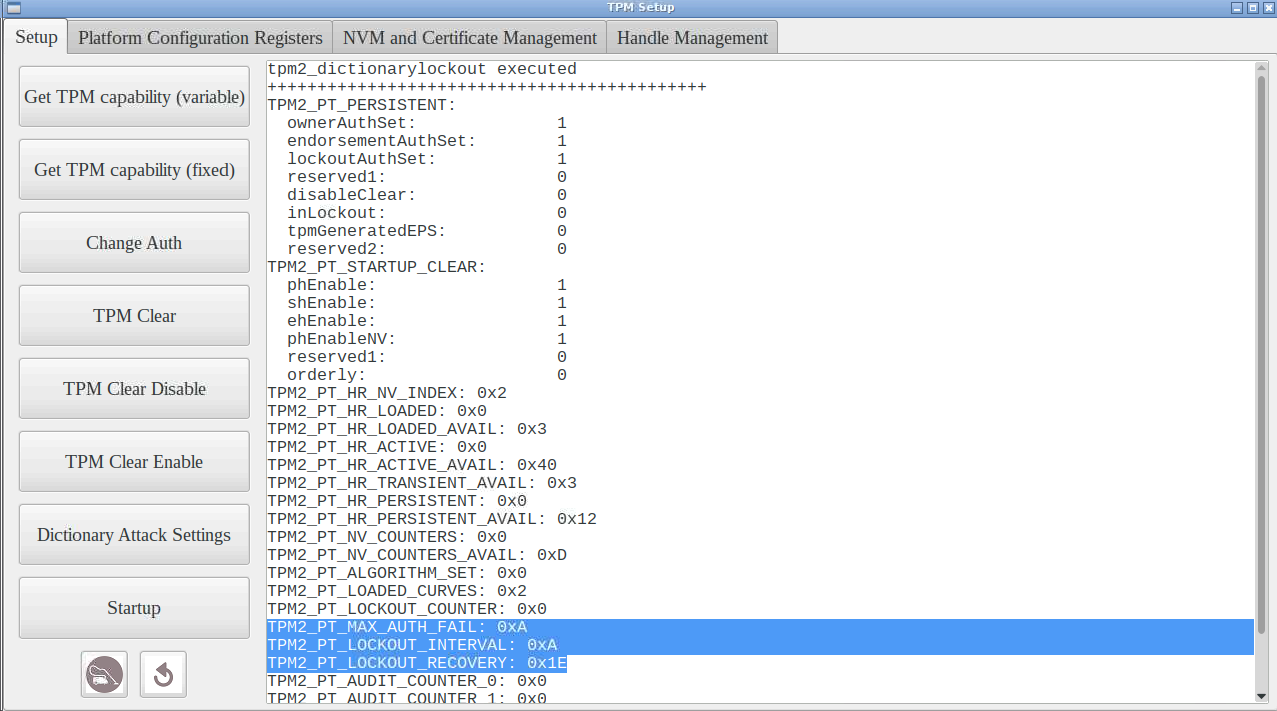 TPM Setup
Setup
Platform Configuration Registers
NVM and Certificate Management
Handle Management
Get TPM capability (variable)
Get TPM capability (fixed)
Change Auth
TPM Clear
TPM Clear Disable
TPM Clear Enable
Dictionary Attack Settings
Startup
tpm2_dictionarylockout executed
++++++++++++++++++++++++++++++++++++++++++++
TPM2_PT_PERSISTENT:
ownerAuthSet: 1
endorsementAuthSet: 1
lockoutAuthSet: 1
reserved1: 0
disableClear: 0
inLockout: 0
tpmGeneratedEPS: 0
reserved2: 0
TPM2_PT_STARTUP_CLEAR:
phEnable: 1
shEnable: 1
ehEnable: 1
phEnableNV: 1
reserved1: 0
orderly: 0
TPM2_PT_HR_NV_INDEX: 0x2
TPM2_PT_HR_LOADED: 0x0
TPM2_PT_HR_LOADED_AVAIL: 0x3
TPM2_PT_HR_ACTIVE: 0x0
TPM2_PT_HR_ACTIVE_AVAIL: 0x40
TPM2_PT_HR_TRANSIENT_AVAIL: 0x3
TPM2_PT_HR_PERSISTENT: 0x0
TPM2_PT_HR_PERSISTENT_AVAIL: 0x12
TPM2_PT_NV_COUNTERS: 0x0
TPM2_PT_NV_COUNTERS_AVAIL: 0xD
TPM2_PT_ALGORITHM_SET: 0x0
TPM2_PT_LOADED_CURVES: 0x2
TPM2_PT_LOCKOUT_COUNTER: 0x0
TPM2_PT_MAX_AUTH_FAIL: 0xA
TPM2_PT_LOCKOUT_INTERVAL: 0xA
TPM2_PT_LOCKOUT_RECOVERY: 0x1E
TPM2_PT_AUDIT_COUNTER_0: 0x0
TPM2_PT_AUDIT_COUNTER_1: 0x0